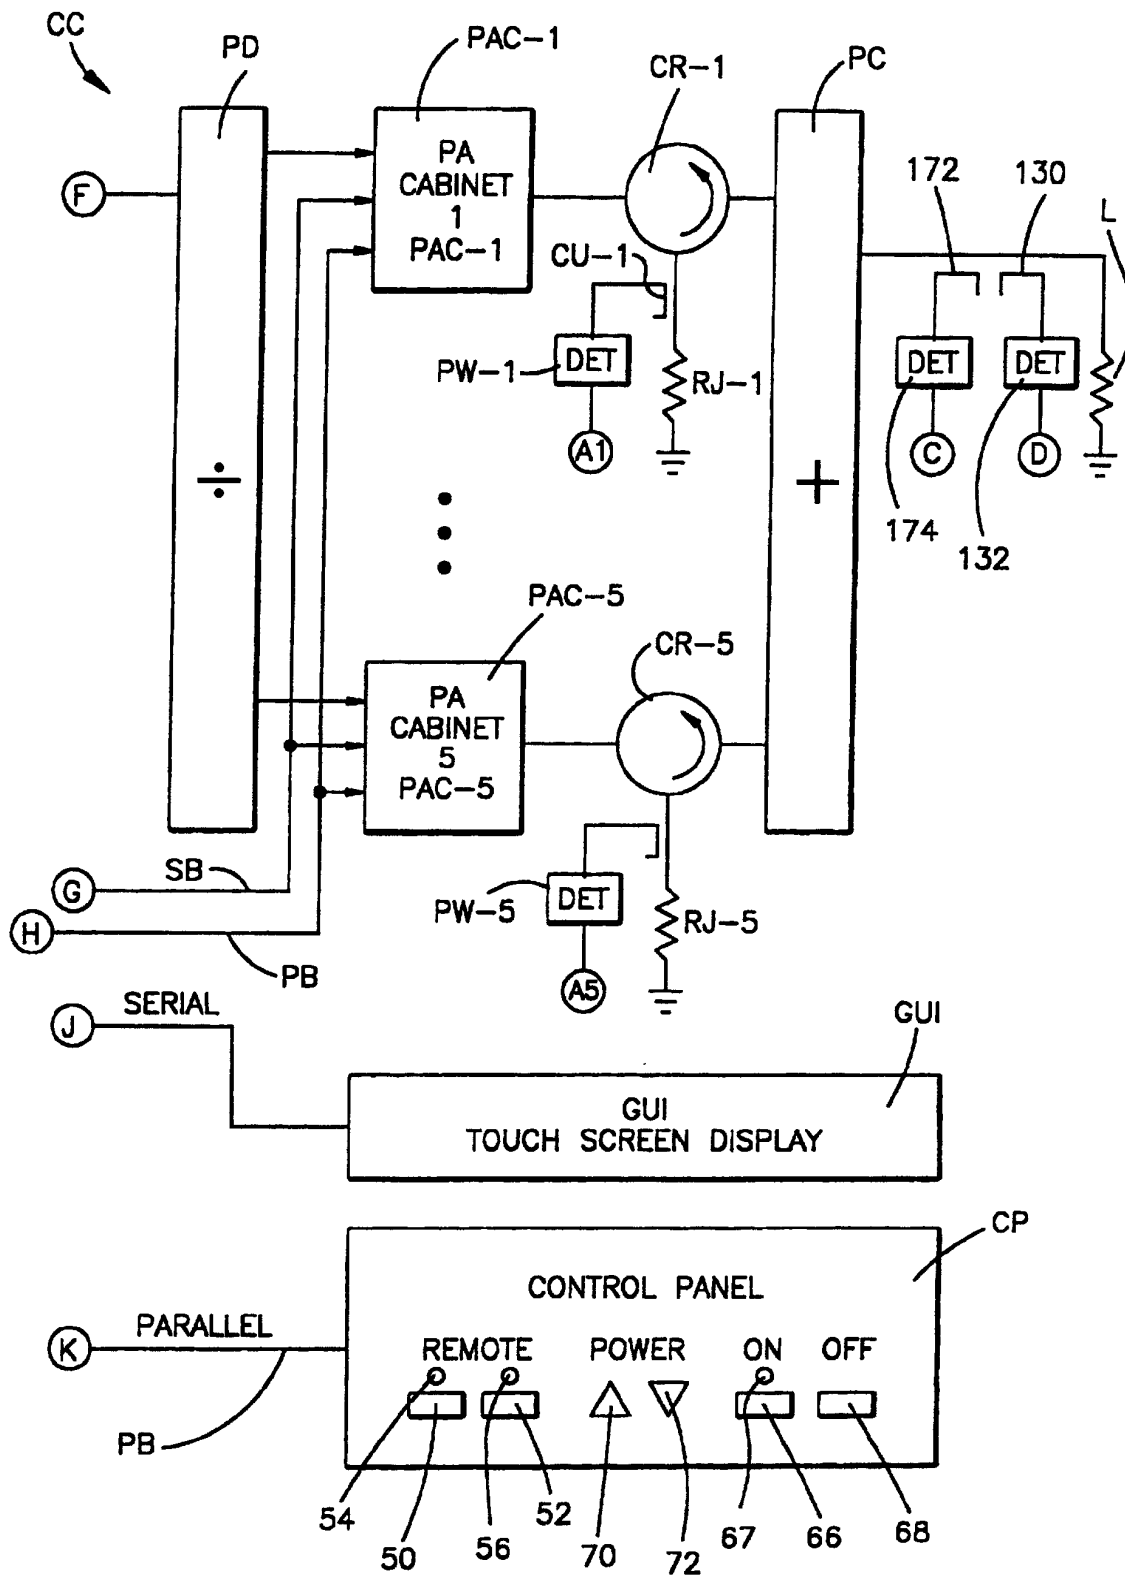 CC
PD
PAC-1
CR-1
PC
F
PA
CABINET
1
PAC-1
172
130
L
CU-1
PW-1
DET
RJ-1
A1
DET
DET
C
D
174
132
÷
+
PAC-5
CR-5
PA
CABINET
5
PAC-5
SB
G
H
PB
PW-5
DET
RJ-5
A5
J
SERIAL
GUI
GUI
TOUCH SCREEN DISPLAY
CP
CONTROL PANEL
K
PARALLEL
PB
REMOTE POWER ON OFF
54
50
56
52
70
72
67
66
68